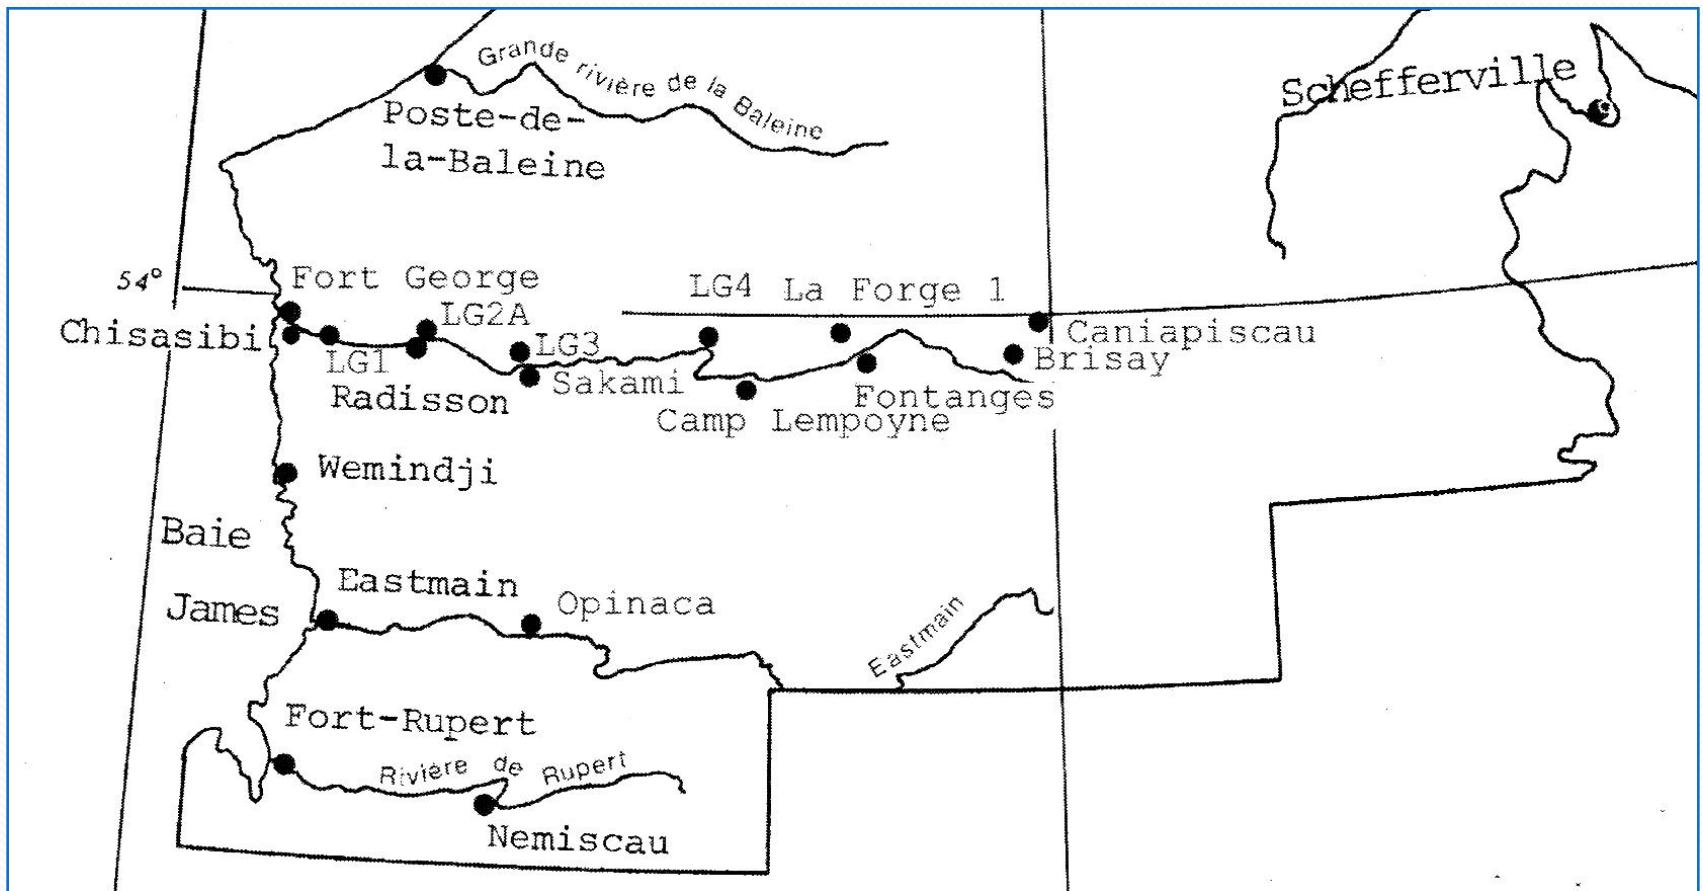 Grande rivière de la Baleine
Schefferville
Poste-de-
la-Baleine
54°
Fort George
LG4
La Forge 1
LG2A
Chisasibi
LG1
LG3
Caniapiscau
Brisay
Radisson
Sakami
Fontanges
Camp Lempoyne
Wemindji
Baie
James
Eastmain
Opinaca
Eastmain
Fort-Rupert
Rivière de Rupert
Nemiscau